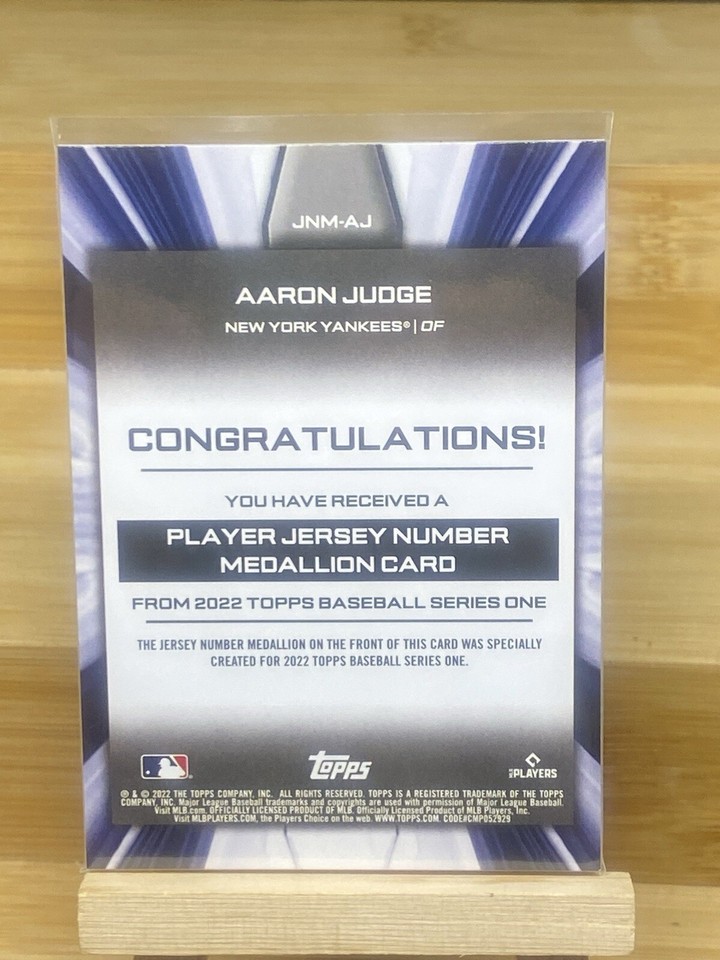 JNM-AJ
AARON JUDGE
NEW YORK YANKEES® | OF
CONGRATULATIONS!
YOU HAVE RECEIVED A
PLAYER JERSEY NUMBER
MEDALLION CARD
FROM 2022 TOPPS BASEBALL SERIES ONE
THE JERSEY NUMBER MEDALLION ON THE FRONT OF THIS CARD WAS SPECIALLY
CREATED FOR 2022 TOPPS BASEBALL SERIES ONE.
topps
MLB PLAYERS
® & © 2022 THE TOPPS COMPANY, INC. ALL RIGHTS RESERVED. TOPPS IS A REGISTERED TRADEMARK OF THE TOPPS
COMPANY, INC. Major League Baseball trademarks and copyrights are used with permission of Major League Baseball.
Visit MLB.com. OFFICIALLY LICENSED PRODUCT OF MLB. Officially Licensed Product of MLB Players, Inc.
Visit MLBPLAYERS.COM, the Players Choice on the web. WWW.TOPPS.COM. CODE#CMP052929